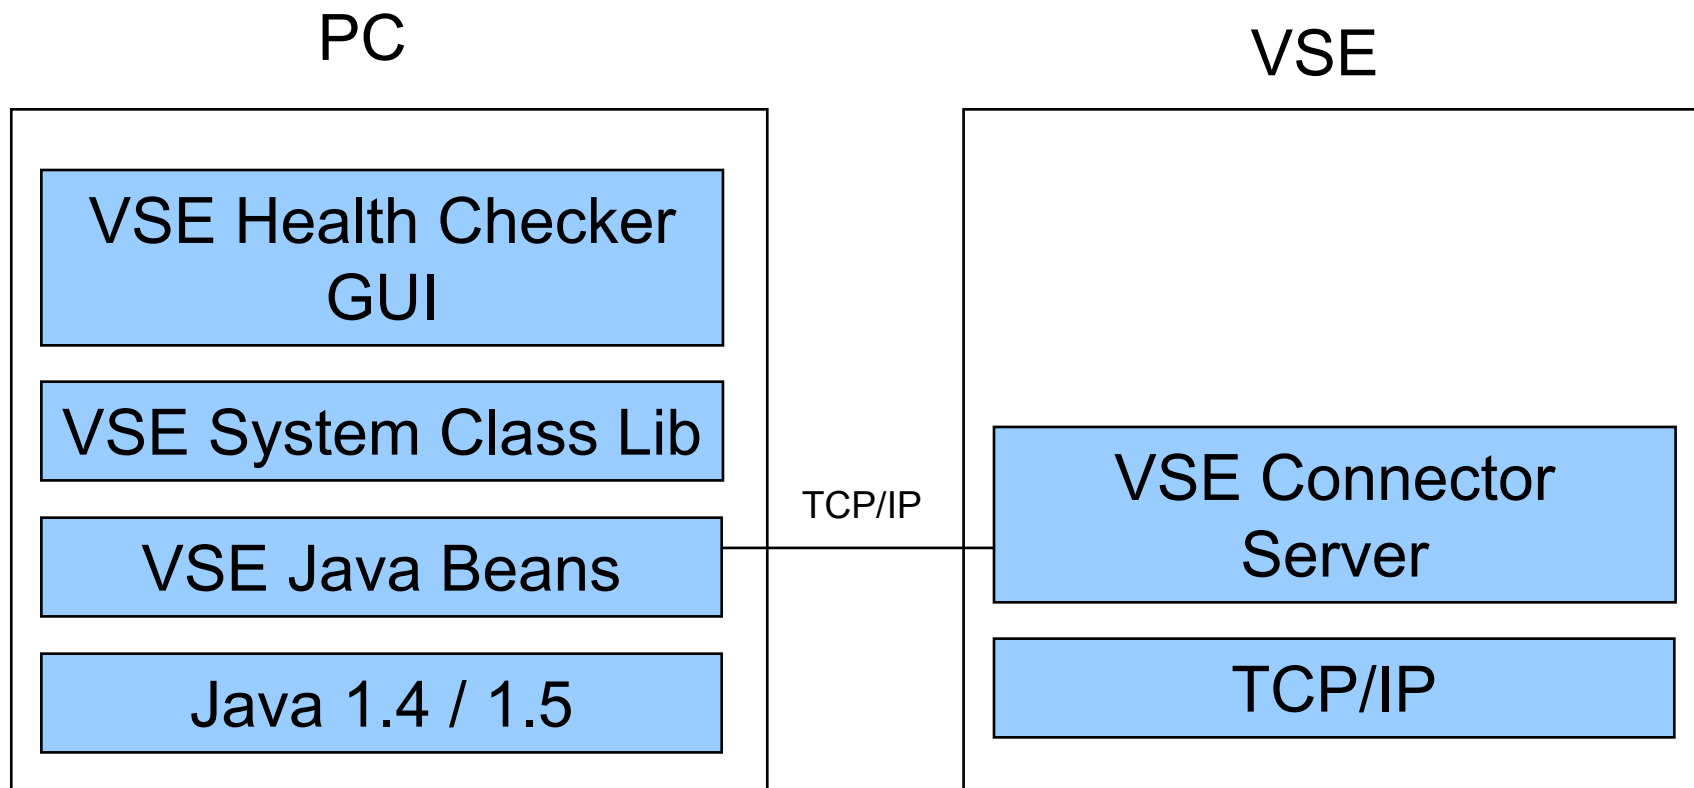 PC
VSE
VSE Health Checker
GUI
VSE System Class Lib
VSE Java Beans
Java 1.4 / 1.5
TCP/IP
VSE Connector
Server
TCP/IP